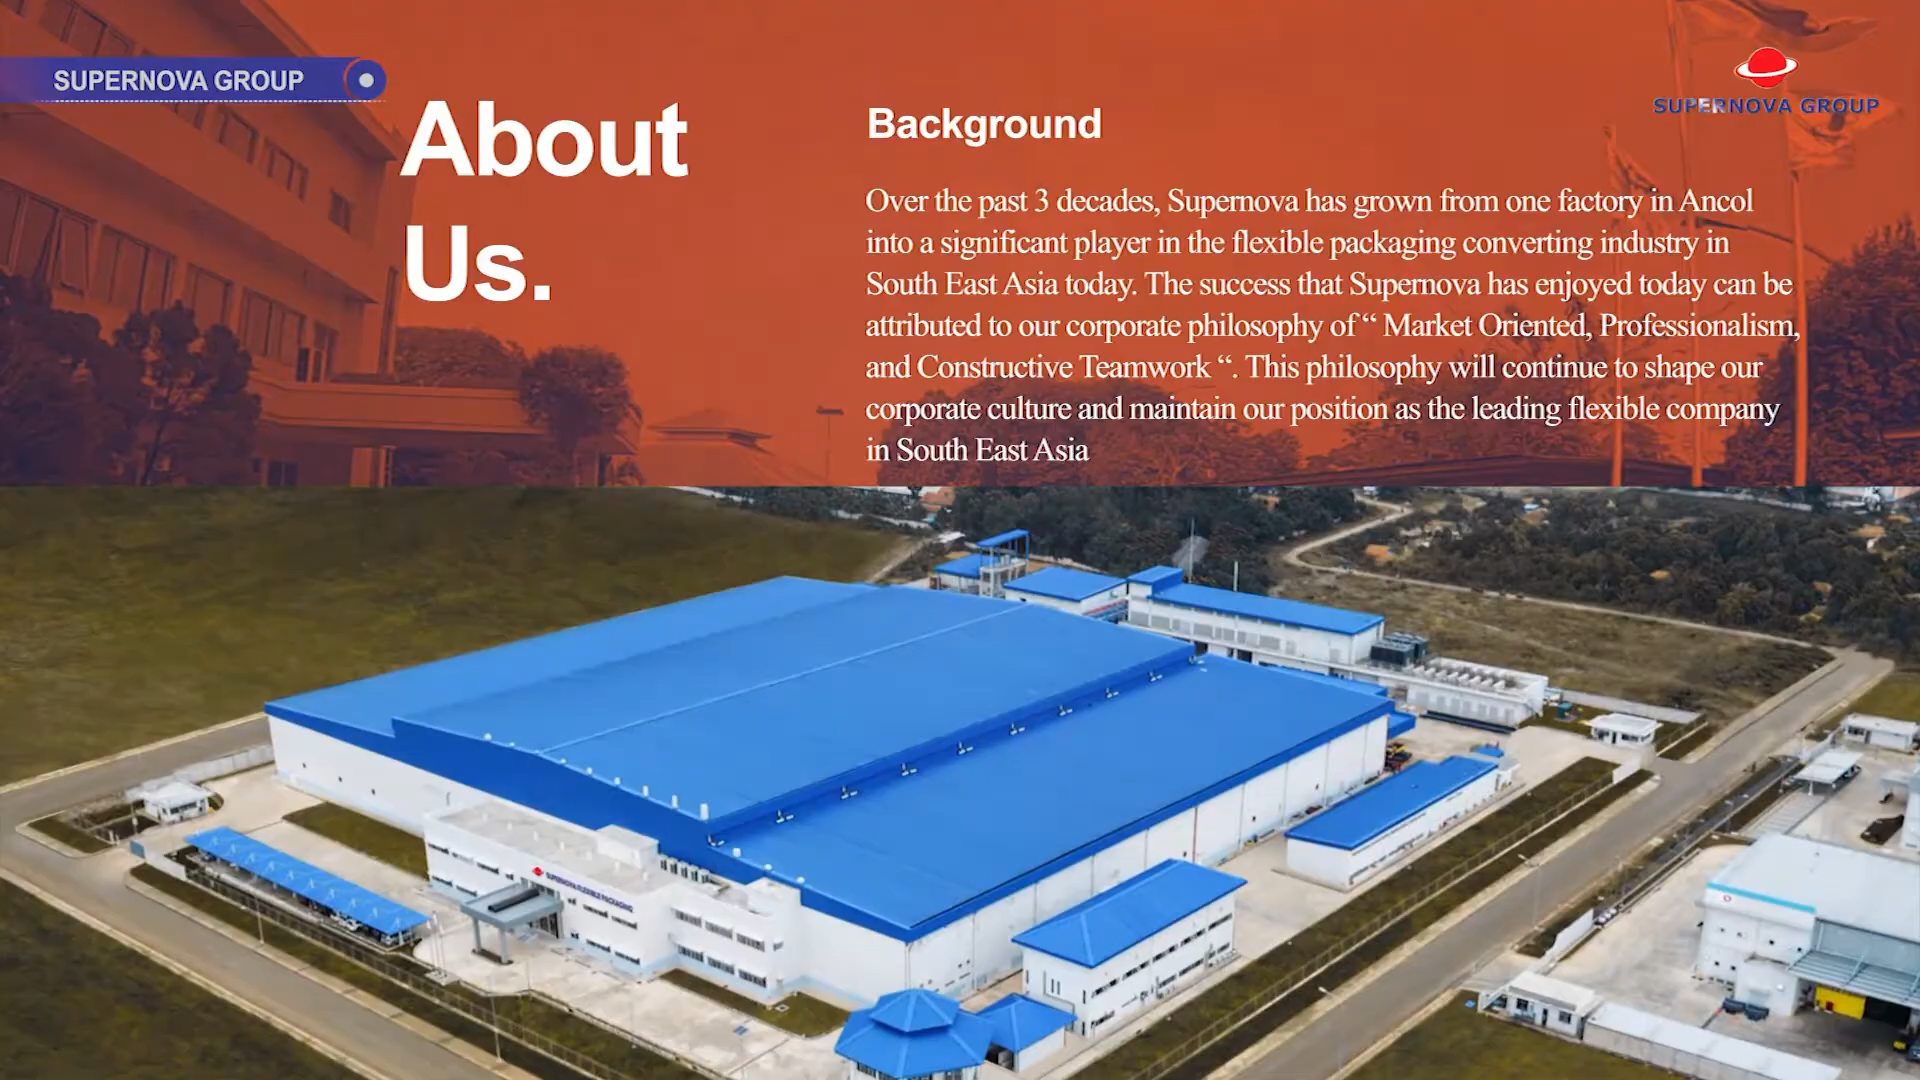 SUPERNOVA GROUP
About
Us.
Background
SUPERNOVA GROUP
Over the past 3 decades, Supernova has grown from one factory in Ancol
into a significant player in the flexible packaging converting industry in
South East Asia today. The success that Supernova has enjoyed today can be
attributed to our corporate philosophy of “ Market Oriented, Professionalism,
and Constructive Teamwork “. This philosophy will continue to shape our
corporate culture and maintain our position as the leading flexible company
in South East Asia
SUPERNOVA FLEXIBLE PACKAGING